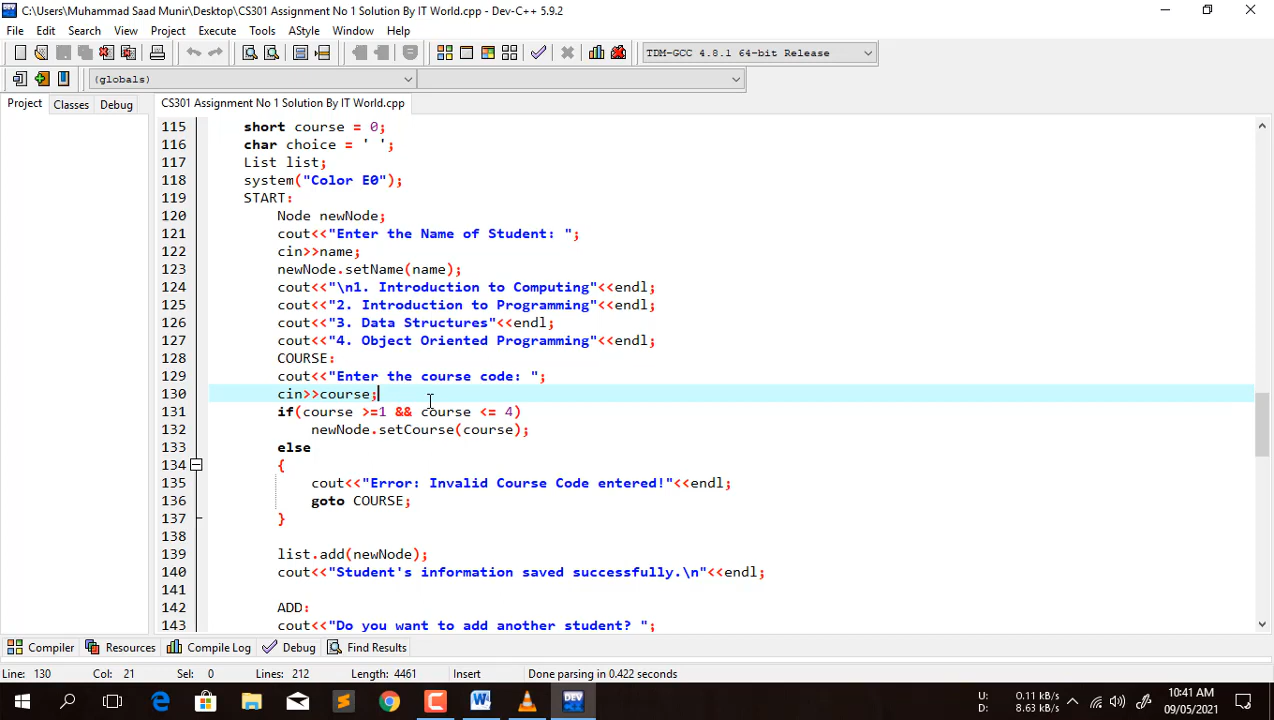 C:\Users\Muhammad Saad Munir\Desktop\CS301 Assignment No 1 Solution By IT World.cpp - Dev-C++ 5.9.2
File Edit Search View Project Execute Tools AStyle Window Help
TDM-GCC 4.8.1 64-bit Release
(globals)
Project Classes Debug CS301 Assignment No 1 Solution By IT World.cpp
115 short course = 0;
116 char choice = ' ';
117 List list;
118 system("Color E0");
119 START:
120 Node newNode;
121 cout<<"Enter the Name of Student: ";
122 cin>>name;
123 newNode.setName(name);
124 cout<<"\n1. Introduction to Computing"<<endl;
125 cout<<"2. Introduction to Programming"<<endl;
126 cout<<"3. Data Structures"<<endl;
127 cout<<"4. Object Oriented Programming"<<endl;
128 COURSE:
129 cout<<"Enter the course code: ";
130 cin>>course;
131 if(course >=1 && course <= 4)
132 newNode.setCourse(course);
133 else
134 {
135 cout<<"Error: Invalid Course Code entered!"<<endl;
136 goto COURSE;
137 }
138
139 list.add(newNode);
140 cout<<"Student's information saved successfully.\n"<<endl;
141
142 ADD:
143 cout<<"Do you want to add another student? ";
Compiler Resources Compile Log Debug Find Results
Line: 130 Col: 21 Sel: 0 Lines: 212 Length: 4461 Insert Done parsing in 0.422 seconds
U: 0.11 kB/s
D: 8.63 kB/s
10:41 AM
09/05/2021